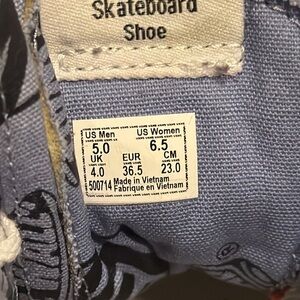 Skateboard
Shoe
US Men US Women
5.0 6.5
UK EUR CM
4.0 36.5 23.0
500714 Made in Vietnam
Fabrique en Vietnam